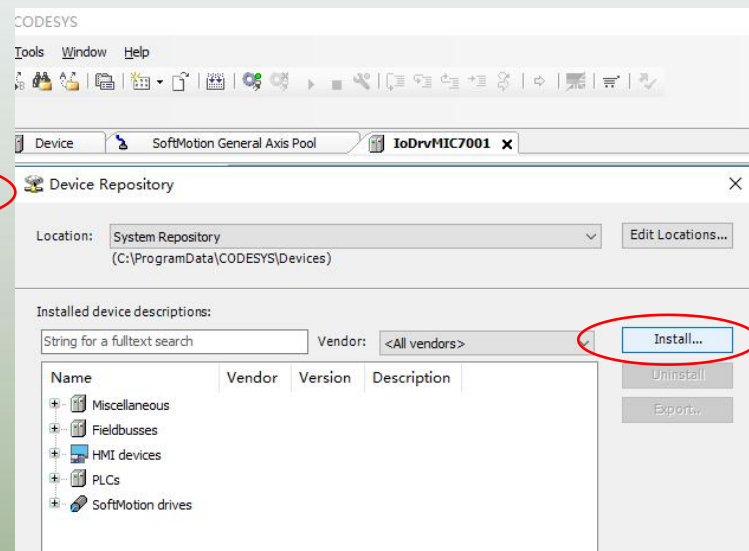 CODESYS
Tools Window Help
Device SoftMotion General Axis Pool IoDrvMIC7001 X
Device Repository
Location: System Repository Edit Locations...
(C:\ProgramData\CODESYS\Devices)
Installed device descriptions:
String for a fulltext search Vendor: <All vendors> Install...
Name Vendor Version Description Uninstall
Miscellaneous Export...
Fieldbusses
HMI devices
PLCs
SoftMotion drives